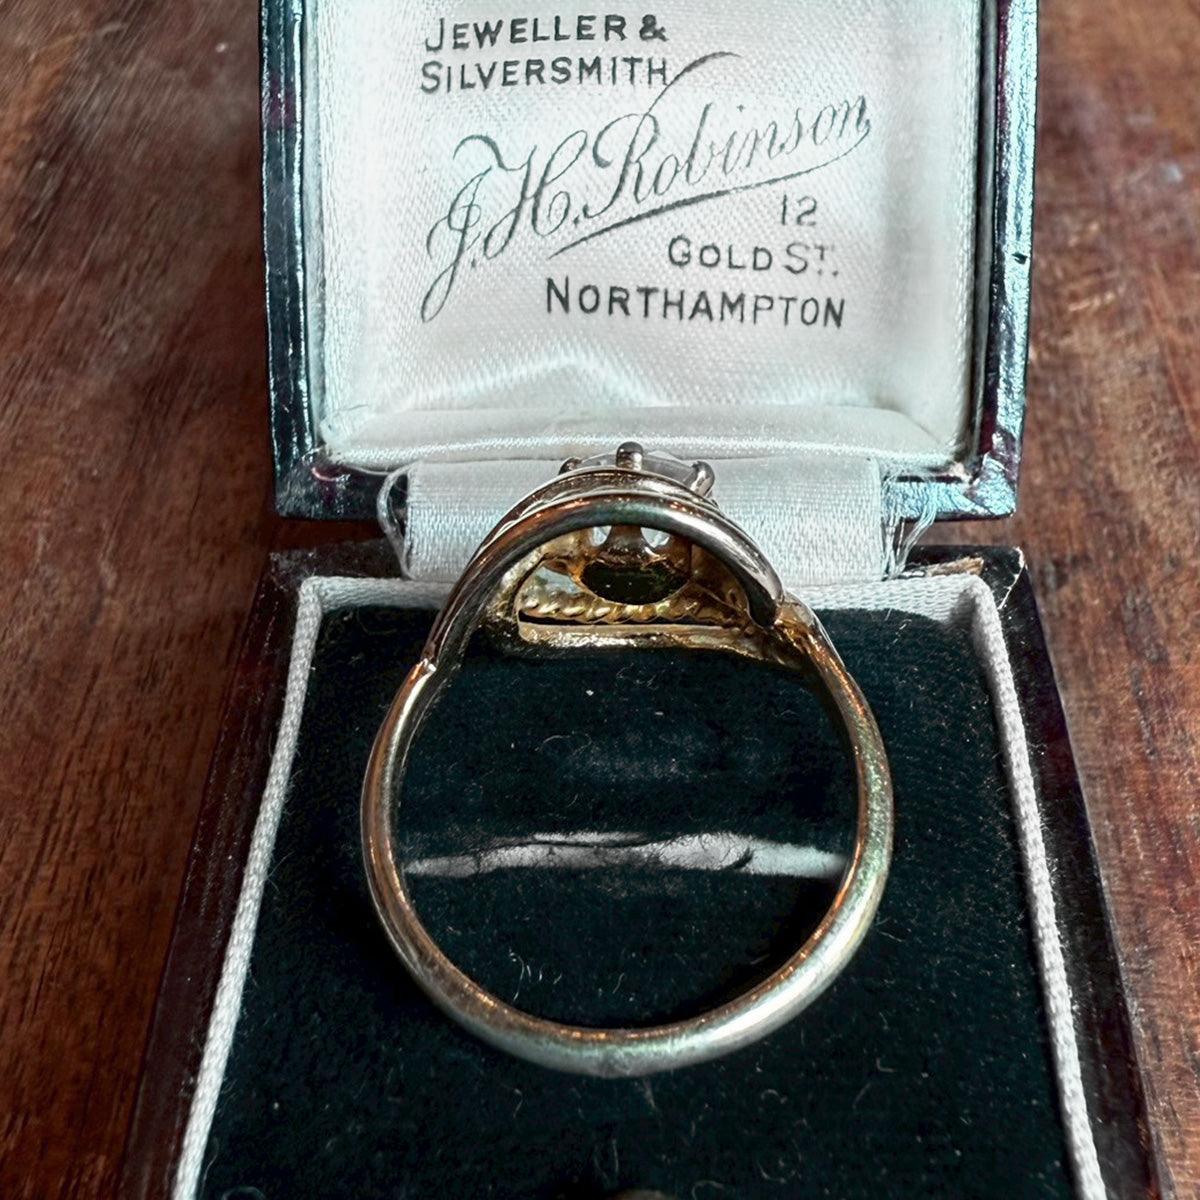 JEWELLER &
SILVERSMITH
J.H. Robinson
12
GOLD ST.
NORTHAMPTON